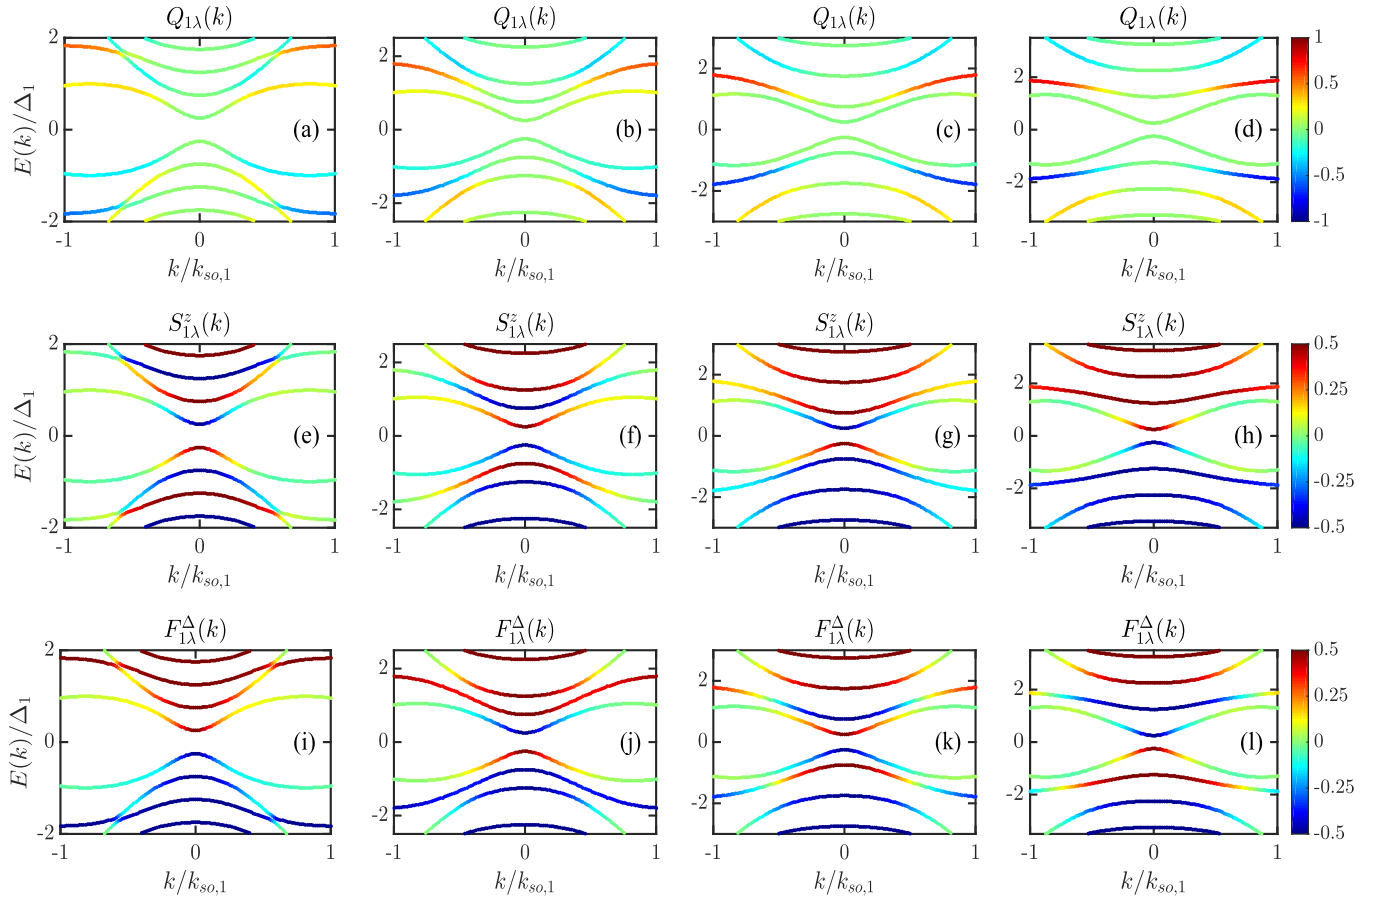 Q_{1λ}(k) Q_{1λ}(k) Q_{1λ}(k) Q_{1λ}(k)
E(k)/Δ_1
2 0 -2
2 0 -2
2 0 -2
2 0 -2
(a) (b) (c) (d)
1 0.5 0 -0.5 -1
-1 0 1 -1 0 1 -1 0 1 -1 0 1
k/k_{so,1} k/k_{so,1} k/k_{so,1} k/k_{so,1}
S^z_{1λ}(k) S^z_{1λ}(k) S^z_{1λ}(k) S^z_{1λ}(k)
E(k)/Δ_1
2 0 -2
2 0 -2
2 0 -2
2 0 -2
(e) (f) (g) (h)
0.5 0.25 0 -0.25 -0.5
-1 0 1 -1 0 1 -1 0 1 -1 0 1
k/k_{so,1} k/k_{so,1} k/k_{so,1} k/k_{so,1}
F^Δ_{1λ}(k) F^Δ_{1λ}(k) F^Δ_{1λ}(k) F^Δ_{1λ}(k)
E(k)/Δ_1
2 0 -2
2 0 -2
2 0 -2
2 0 -2
(i) (j) (k) (l)
0.5 0.25 0 -0.25 -0.5
-1 0 1 -1 0 1 -1 0 1 -1 0 1
k/k_{so,1} k/k_{so,1} k/k_{so,1} k/k_{so,1}